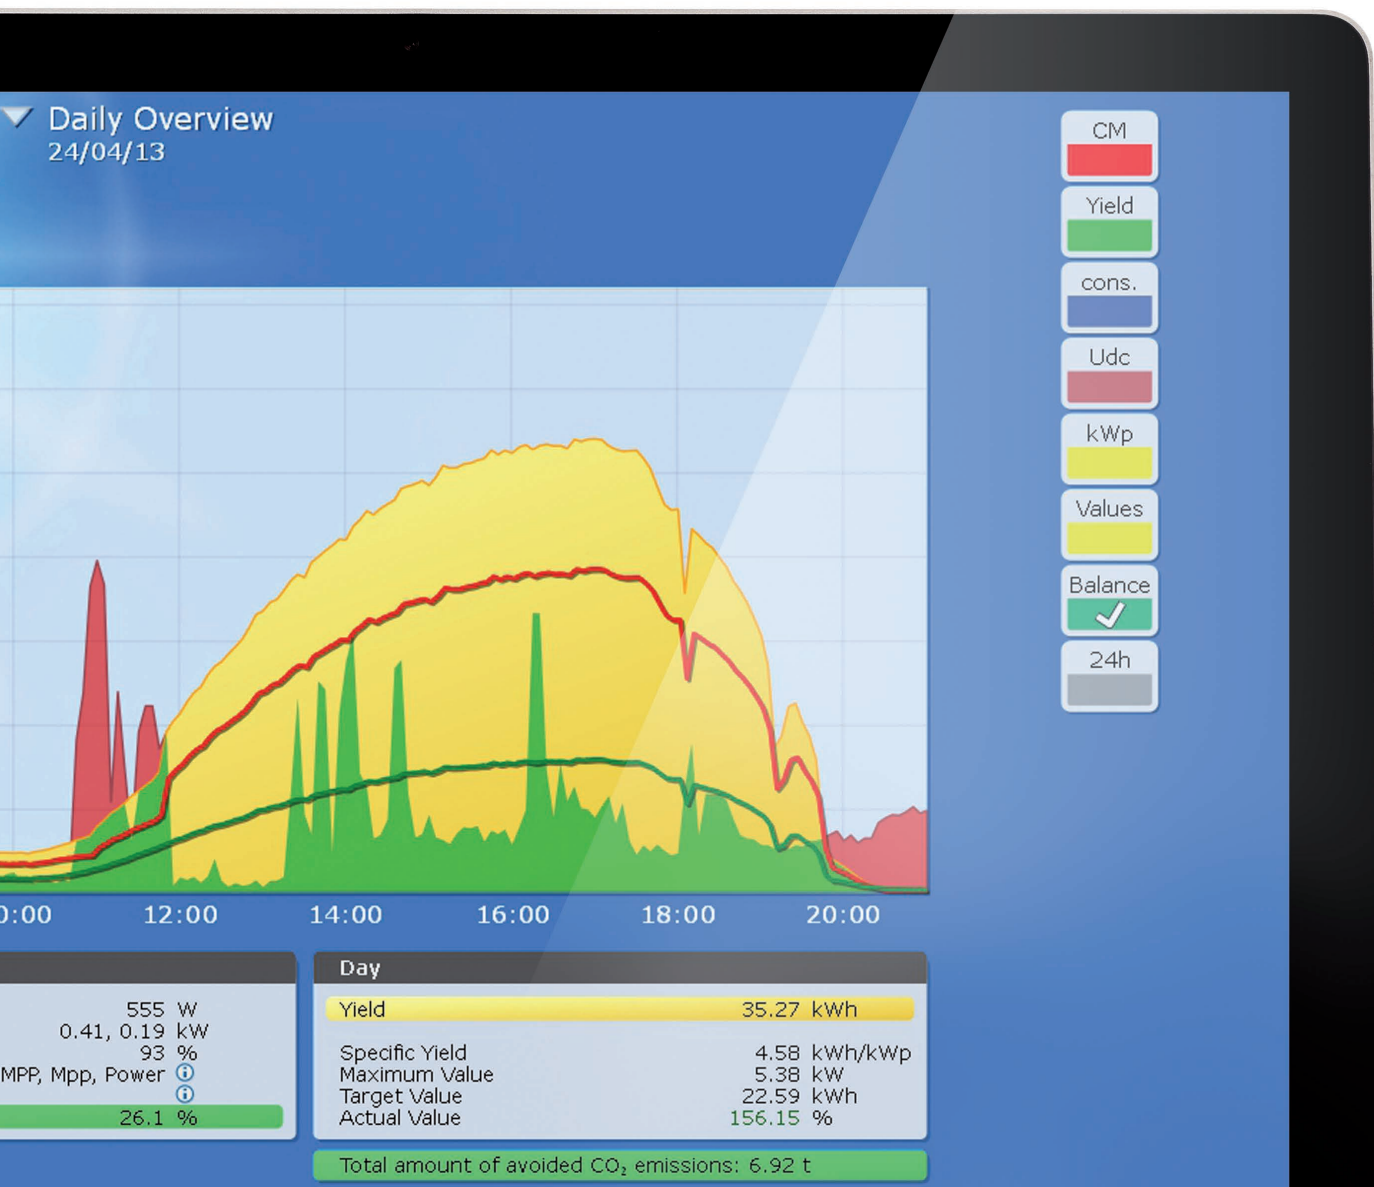 Daily Overview
24/04/13
CM
Yield
cons.
Udc
kWp
Values
Balance
24h
0:00 12:00 14:00 16:00 18:00 20:00
555 W
0.41, 0.19 kW
93 %
MPP, Mpp, Power
26.1 %
Day
Yield 35.27 kWh
Specific Yield 4.58 kWh/kWp
Maximum Value 5.38 kW
Target Value 22.59 kWh
Actual Value 156.15 %
Total amount of avoided CO₂ emissions: 6.92 t